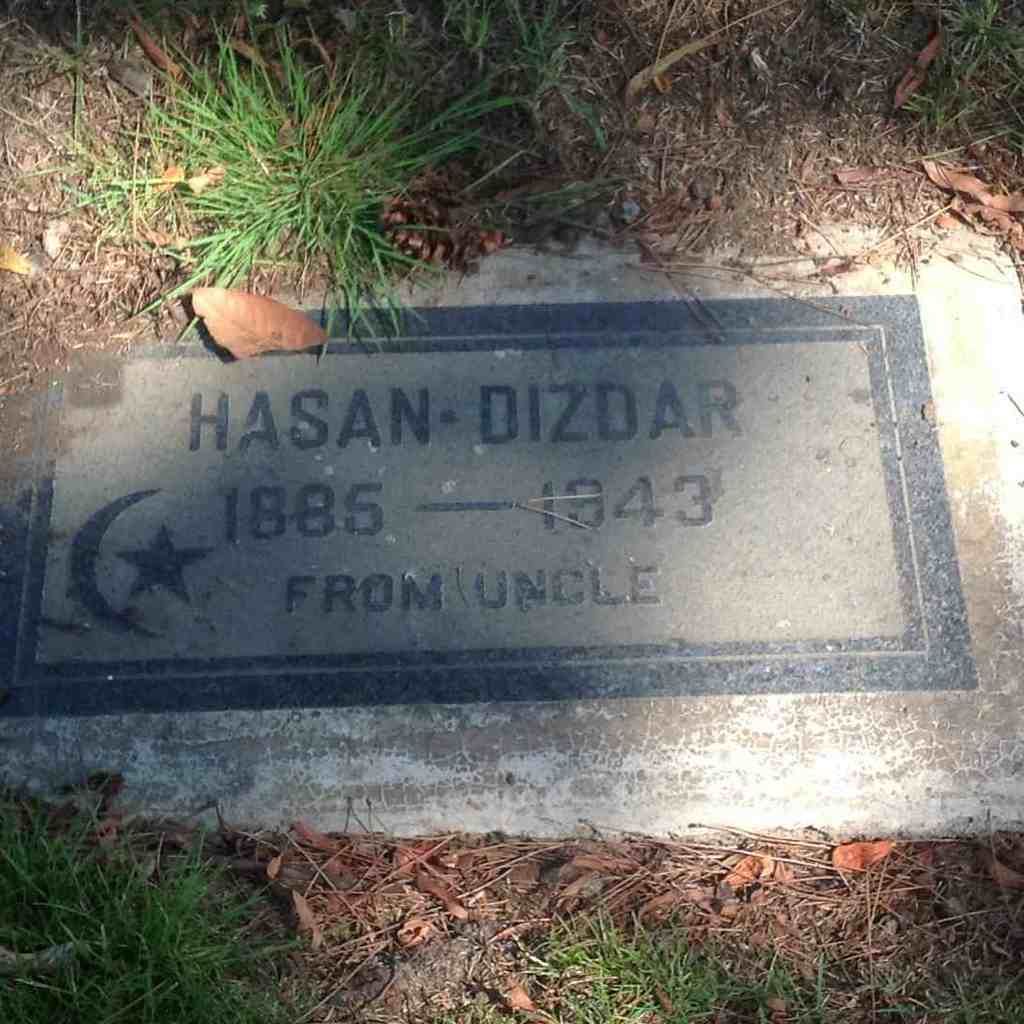 HASAN · DIZDAR
1885 — 1943
FROM UNCLE